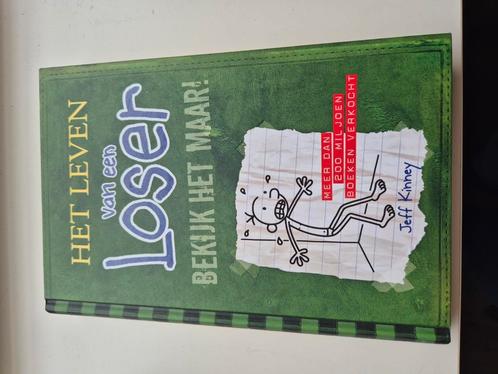 HET LEVEN
van een
LOSER
BEKIJK HET MAAR!
MEER DAN
200 MILJOEN
BOEKEN VERKOCHT
Jeff Kinney